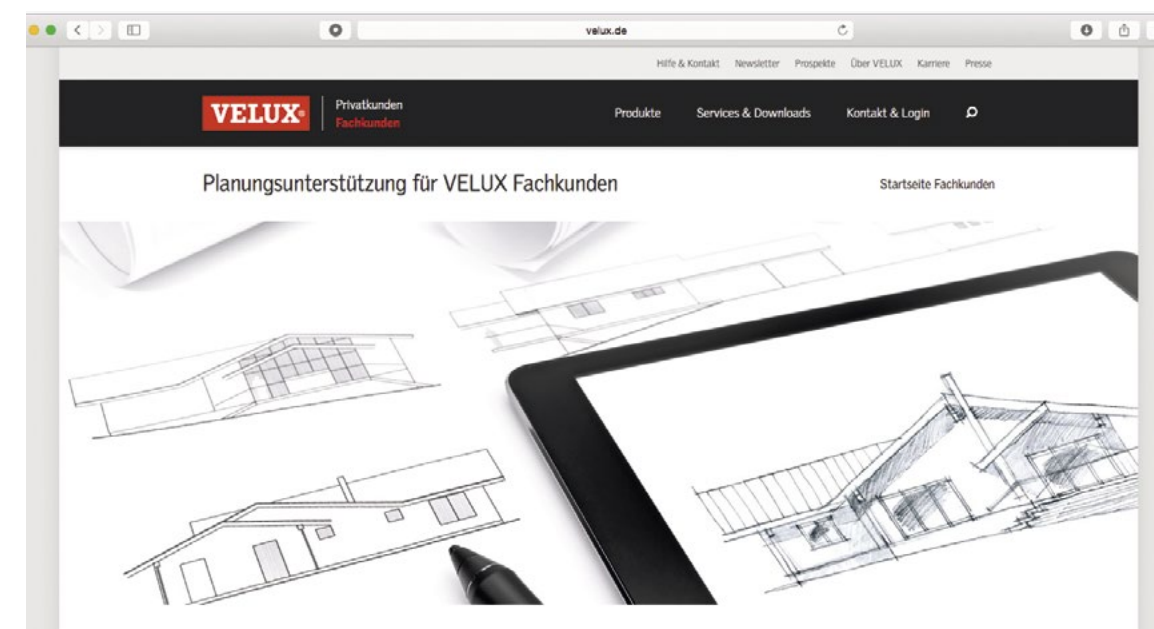 velux.de
Hilfe & Kontakt Newsletter Prospekte Über VELUX Karriere Presse
VELUX®
Privatkunden
Fachkunden
Produkte Services & Downloads Kontakt & Login
Planungsunterstützung für VELUX Fachkunden
Startseite Fachkunden